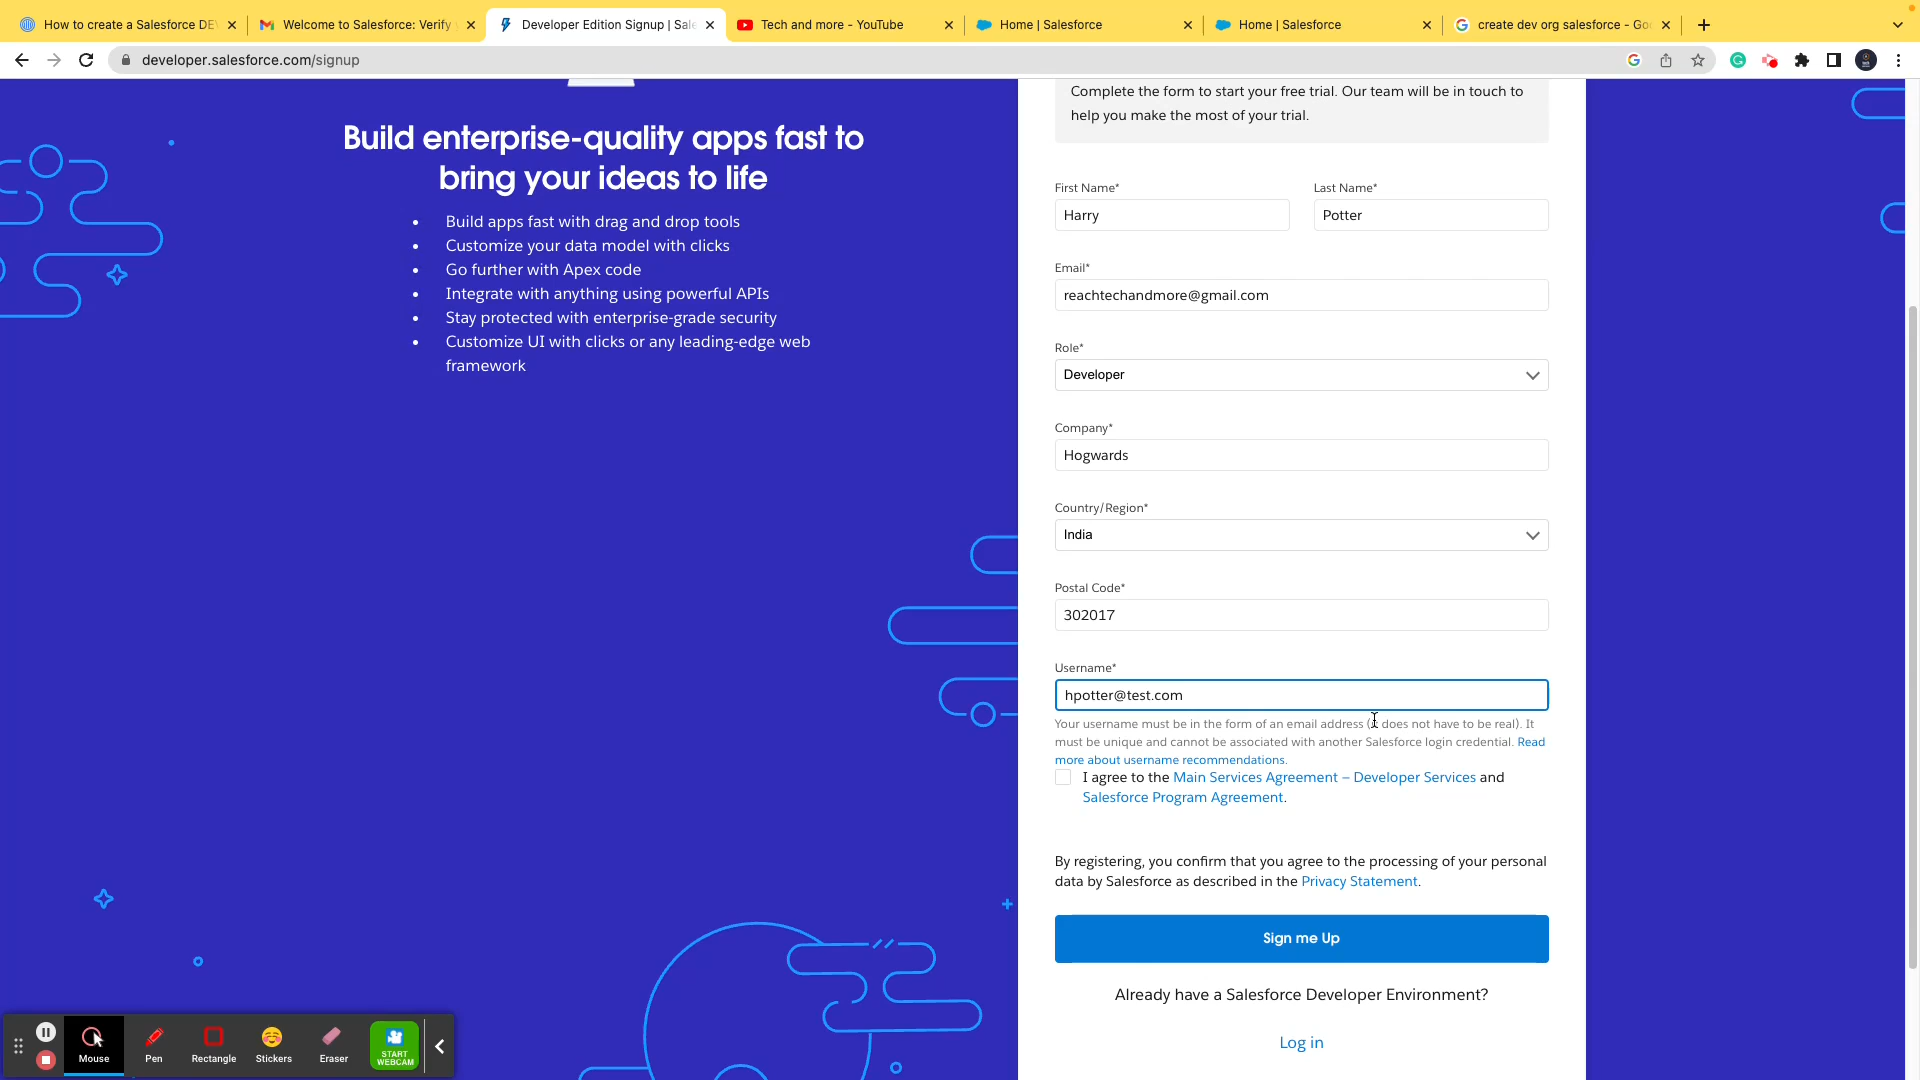 How to create a Salesforce DE
Welcome to Salesforce: Verify
Developer Edition Signup | Sale
Tech and more - YouTube
Home | Salesforce
Home | Salesforce
create dev org salesforce - Go
developer.salesforce.com/signup
Build enterprise-quality apps fast to
bring your ideas to life
• Build apps fast with drag and drop tools
• Customize your data model with clicks
• Go further with Apex code
• Integrate with anything using powerful APIs
• Stay protected with enterprise-grade security
• Customize UI with clicks or any leading-edge web
framework
Complete the form to start your free trial. Our team will be in touch to
help you make the most of your trial.
First Name* Last Name*
Harry Potter
Email*
reachtechandmore@gmail.com
Role*
Developer
Company*
Hogwards
Country/Region*
India
Postal Code*
302017
Username*
hpotter@test.com
Your username must be in the form of an email address (it does not have to be real). It
must be unique and cannot be associated with another Salesforce login credential. Read
more about username recommendations.
I agree to the Main Services Agreement – Developer Services and
Salesforce Program Agreement.
By registering, you confirm that you agree to the processing of your personal
data by Salesforce as described in the Privacy Statement.
Sign me Up
Already have a Salesforce Developer Environment?
Log in
Mouse
Pen
Rectangle
Stickers
Eraser
START
WEBCAM